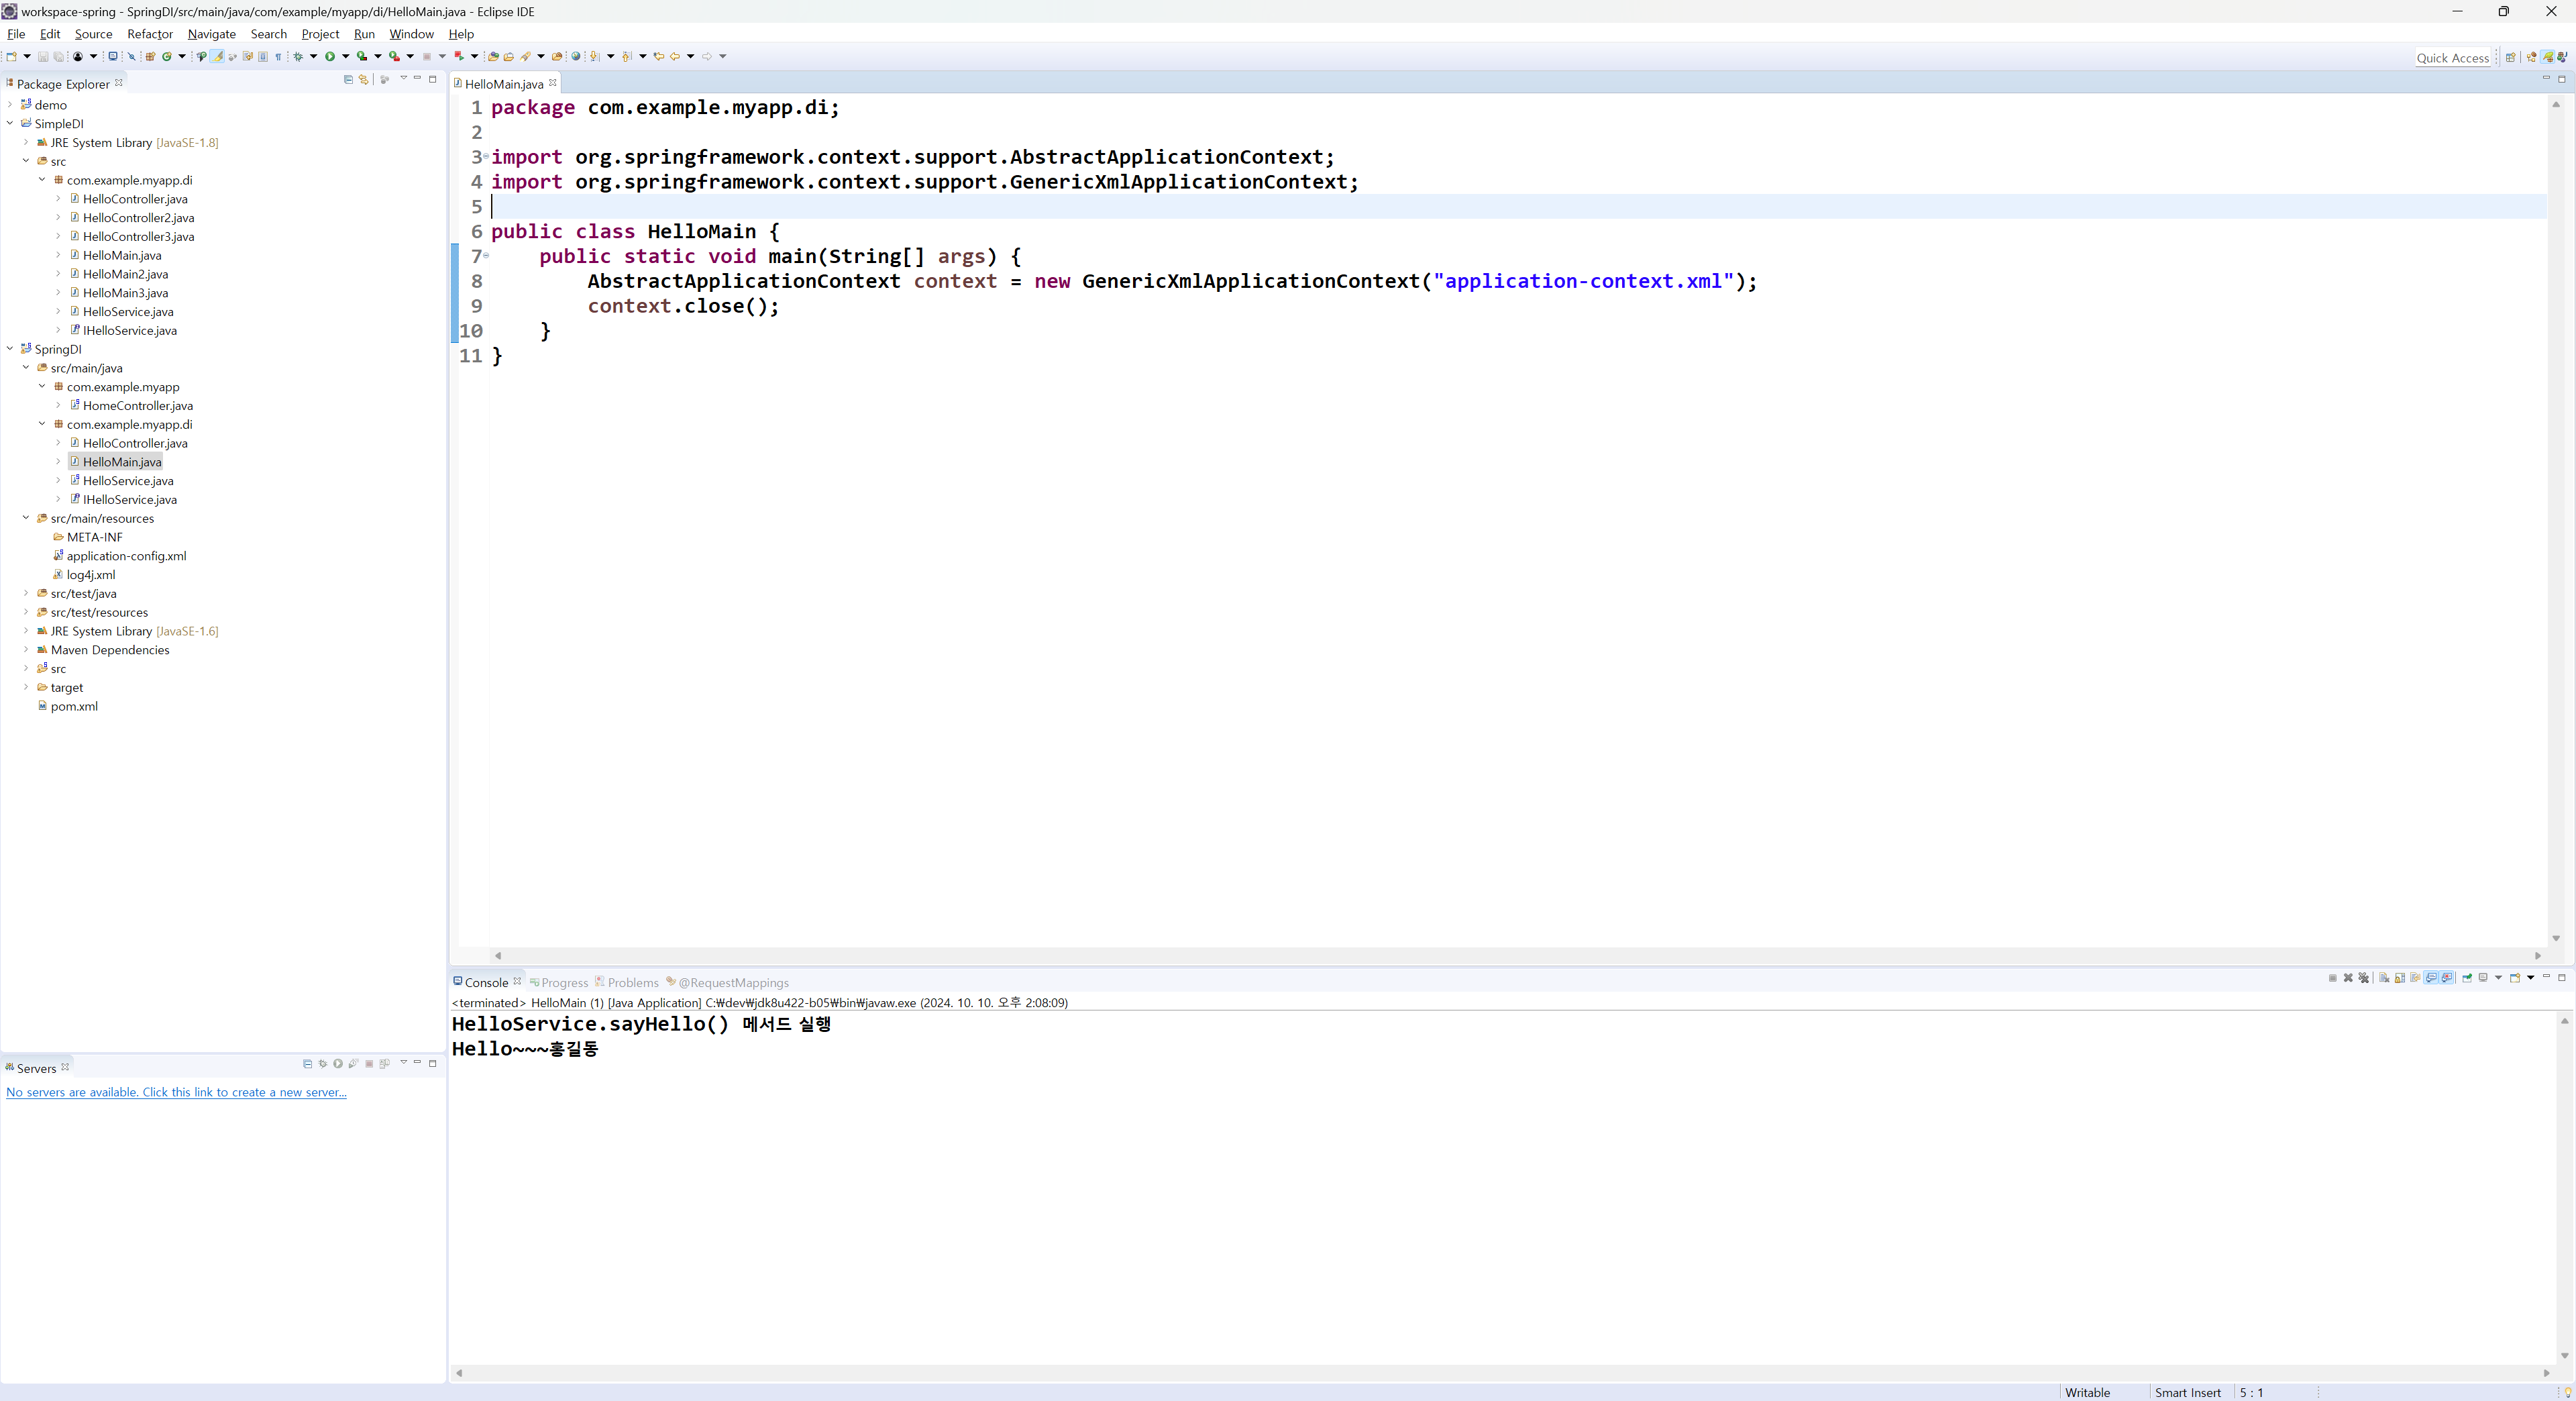 workspace-spring - SpringDI/src/main/java/com/example/myapp/di/HelloMain.java - Eclipse IDE
File Edit Source Refactor Navigate Search Project Run Window Help
Quick Access
Package Explorer
demo
SimpleDI
JRE System Library [JavaSE-1.8]
src
com.example.myapp.di
HelloController.java
HelloController2.java
HelloController3.java
HelloMain.java
HelloMain2.java
HelloMain3.java
HelloService.java
IHelloService.java
SpringDI
src/main/java
com.example.myapp
HomeController.java
com.example.myapp.di
HelloController.java
HelloMain.java
HelloService.java
IHelloService.java
src/main/resources
META-INF
application-config.xml
log4j.xml
src/test/java
src/test/resources
JRE System Library [JavaSE-1.6]
Maven Dependencies
src
target
pom.xml
Servers
No servers are available. Click this link to create a new server...
HelloMain.java
1 package com.example.myapp.di;
2
3 import org.springframework.context.support.AbstractApplicationContext;
4 import org.springframework.context.support.GenericXmlApplicationContext;
5
6 public class HelloMain {
7 public static void main(String[] args) {
8 AbstractApplicationContext context = new GenericXmlApplicationContext("application-context.xml");
9 context.close();
10 }
11 }
Console Progress Problems @RequestMappings
<terminated> HelloMain (1) [Java Application] C:₩dev₩jdk8u422-b05₩bin₩javaw.exe (2024. 10. 10. 오후 2:08:09)
HelloService.sayHello() 메서드 실행
Hello~~~홍길동
Writable Smart Insert 5 : 1